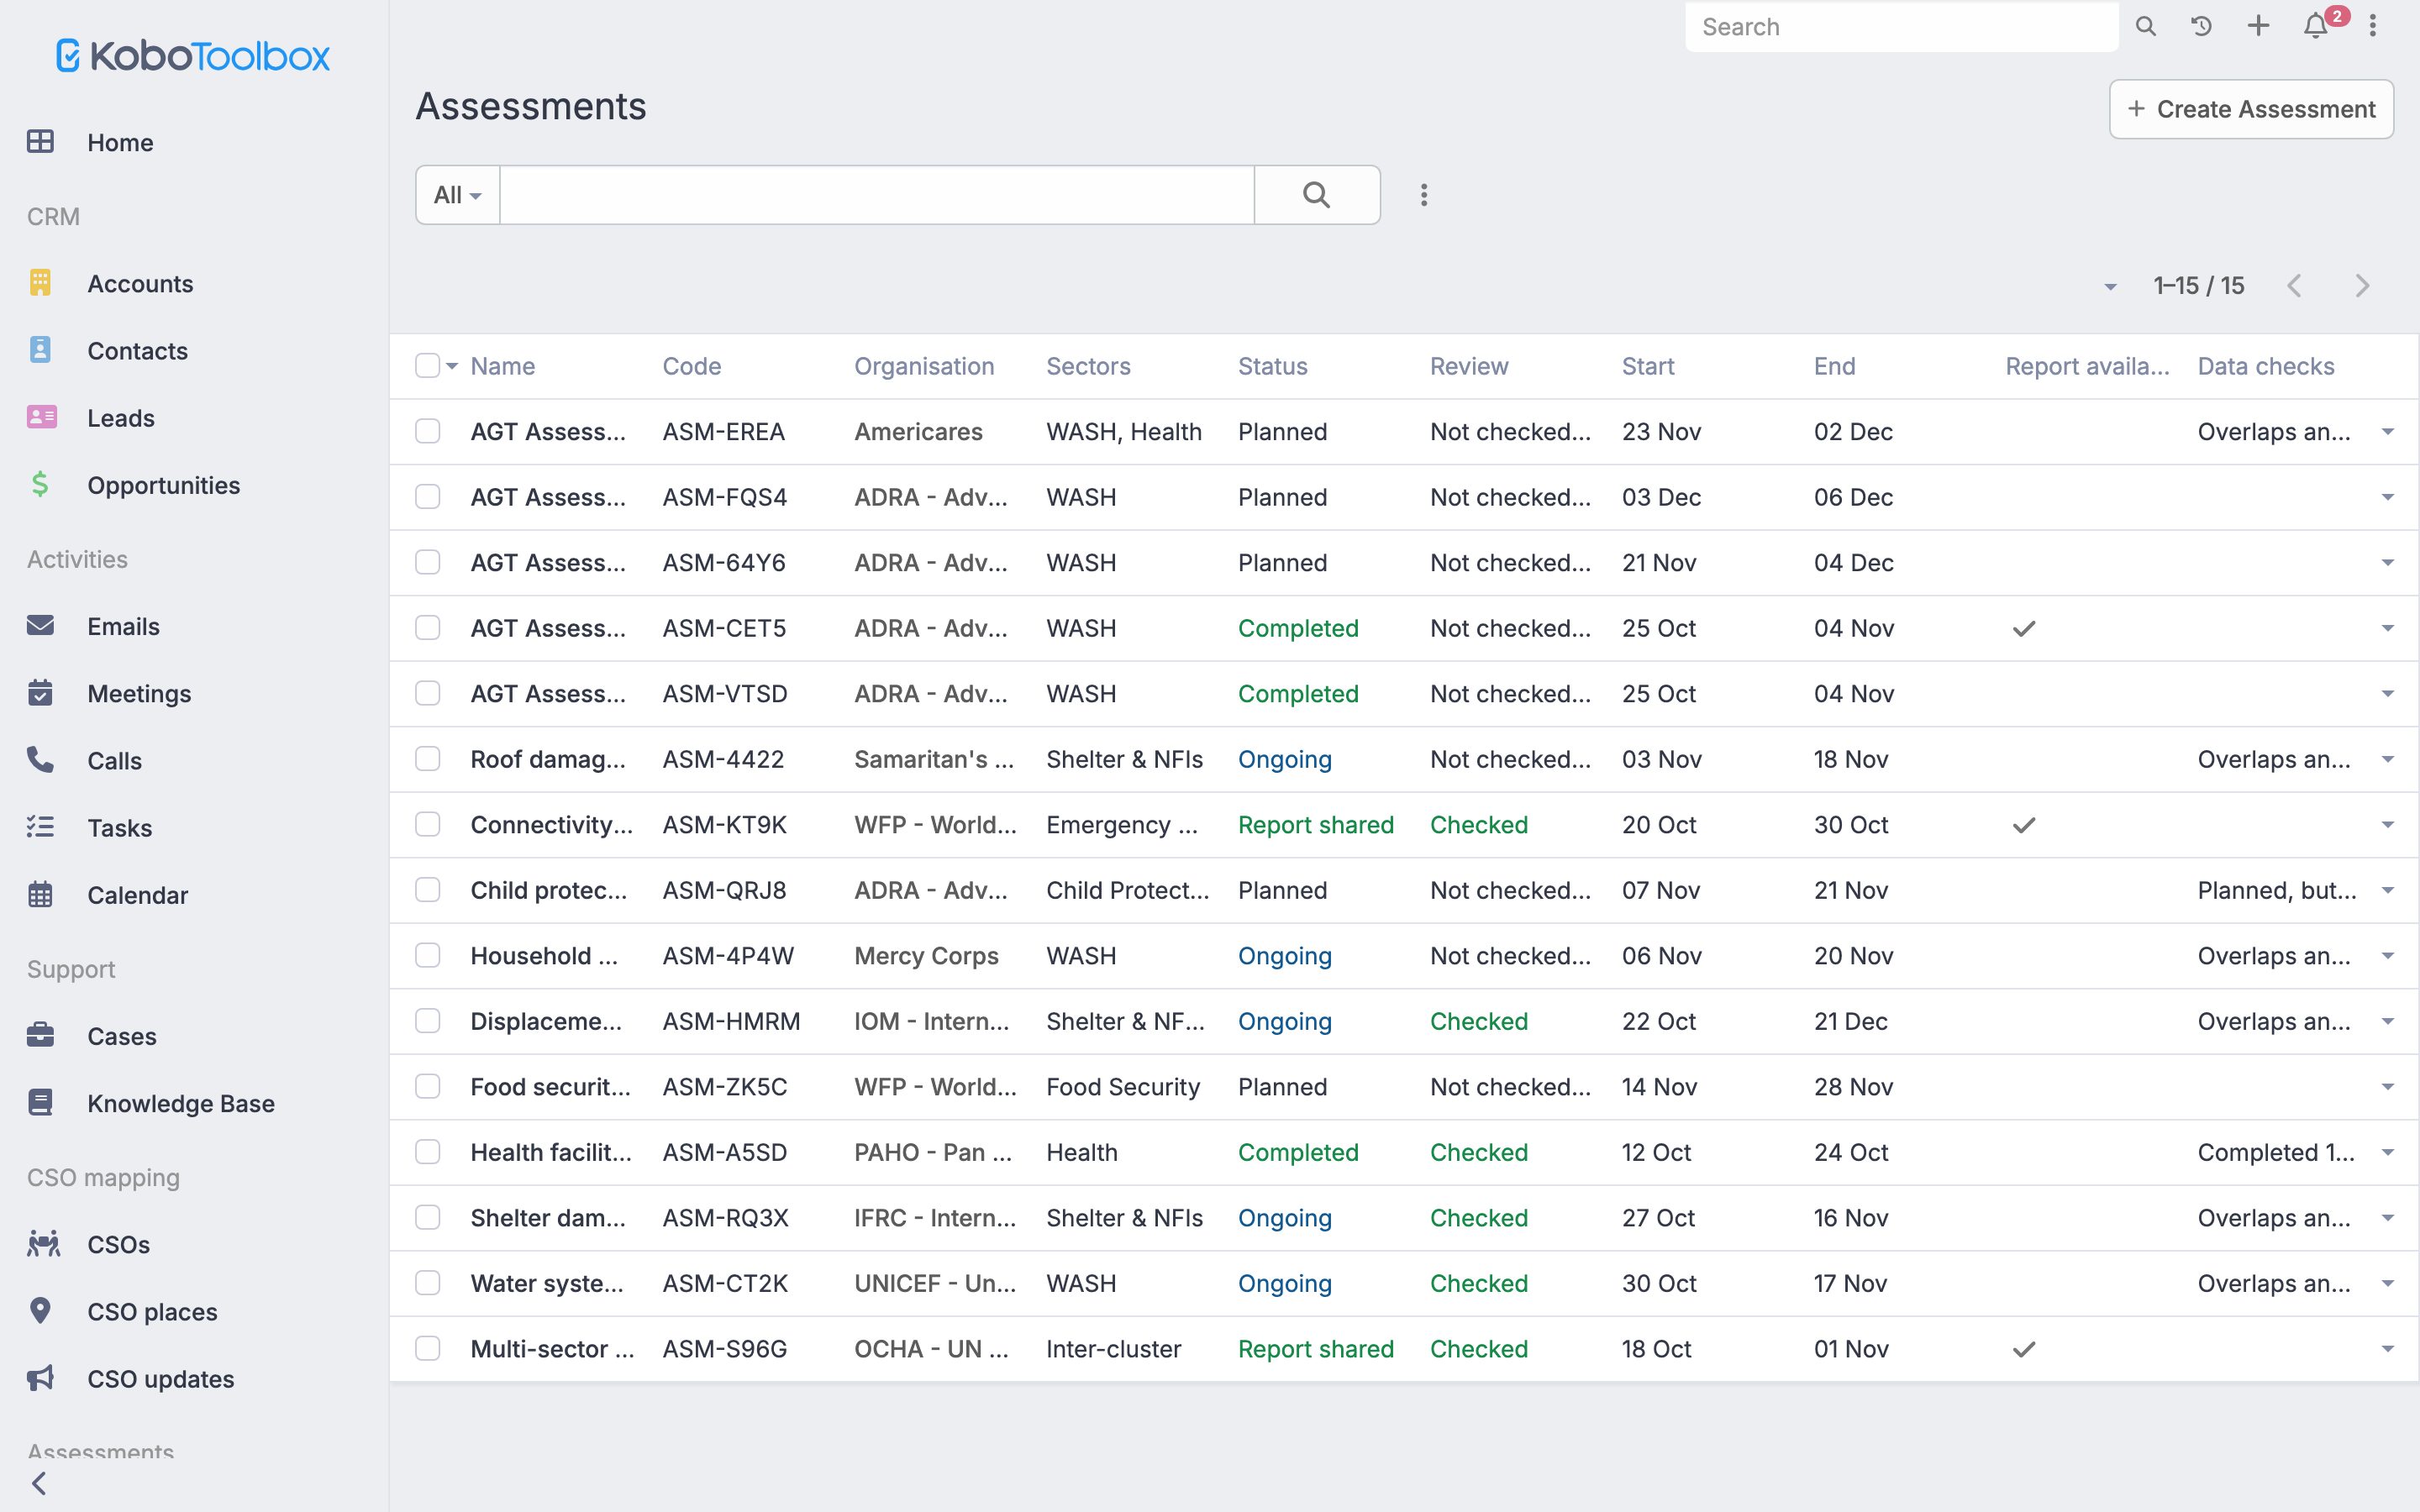 KoboToolbox
Home
CRM
Accounts
Contacts
Leads
Opportunities
Activities
Emails
Meetings
Calls
Tasks
Calendar
Support
Cases
Knowledge Base
CSO mapping
CSOs
CSO places
CSO updates
Assessments
Search
2
Assessments
+ Create Assessment
All
1–15 / 15
Name Code Organisation Sectors Status Review Start End Report availa... Data checks
AGT Assess... ASM-EREA Americares WASH, Health Planned Not checked... 23 Nov 02 Dec Overlaps an...
AGT Assess... ASM-FQS4 ADRA - Adv... WASH Planned Not checked... 03 Dec 06 Dec
AGT Assess... ASM-64Y6 ADRA - Adv... WASH Planned Not checked... 21 Nov 04 Dec
AGT Assess... ASM-CET5 ADRA - Adv... WASH Completed Not checked... 25 Oct 04 Nov
AGT Assess... ASM-VTSD ADRA - Adv... WASH Completed Not checked... 25 Oct 04 Nov
Roof damag... ASM-4422 Samaritan's ... Shelter & NFIs Ongoing Not checked... 03 Nov 18 Nov Overlaps an...
Connectivity... ASM-KT9K WFP - World... Emergency ... Report shared Checked 20 Oct 30 Oct
Child protec... ASM-QRJ8 ADRA - Adv... Child Protect... Planned Not checked... 07 Nov 21 Nov Planned, but...
Household ... ASM-4P4W Mercy Corps WASH Ongoing Not checked... 06 Nov 20 Nov Overlaps an...
Displaceme... ASM-HMRM IOM - Intern... Shelter & NF... Ongoing Checked 22 Oct 21 Dec Overlaps an...
Food securit... ASM-ZK5C WFP - World... Food Security Planned Not checked... 14 Nov 28 Nov
Health facilit... ASM-A5SD PAHO - Pan ... Health Completed Checked 12 Oct 24 Oct Completed 1...
Shelter dam... ASM-RQ3X IFRC - Intern... Shelter & NFIs Ongoing Checked 27 Oct 16 Nov Overlaps an...
Water syste... ASM-CT2K UNICEF - Un... WASH Ongoing Checked 30 Oct 17 Nov Overlaps an...
Multi-sector ... ASM-S96G OCHA - UN ... Inter-cluster Report shared Checked 18 Oct 01 Nov